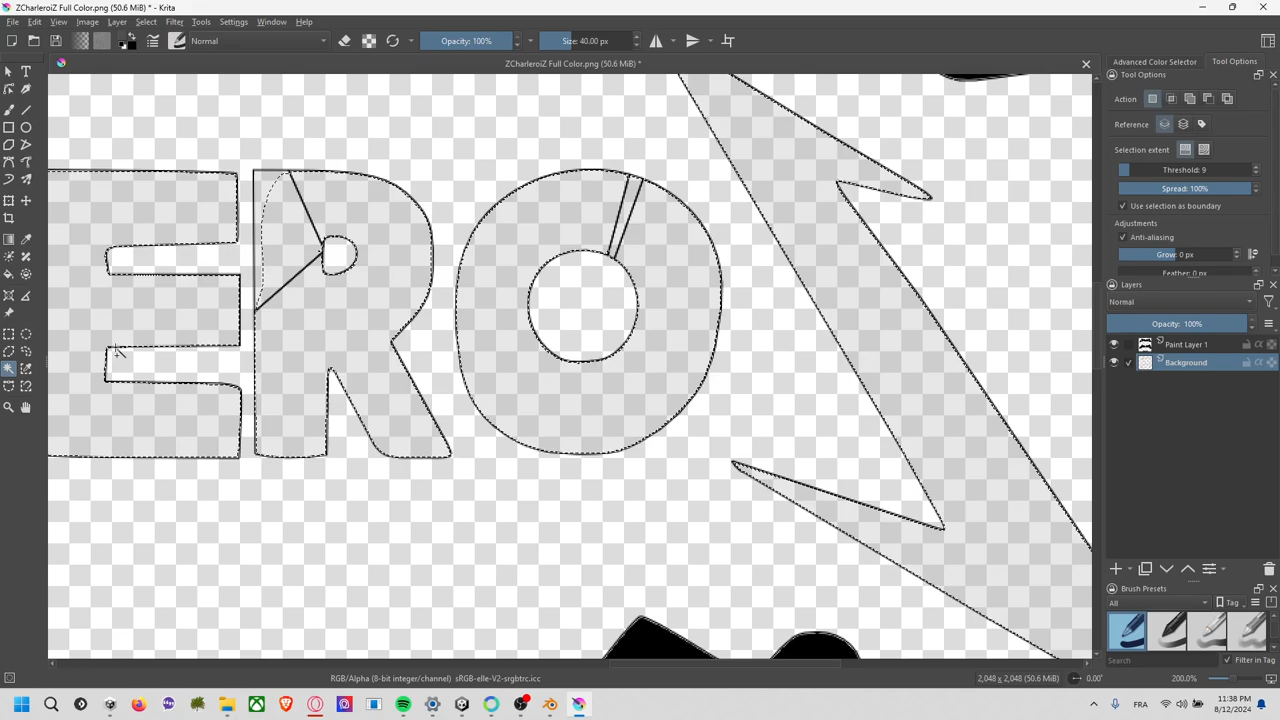 ZCharleroiZ Full Color.png (50.6 MiB) * - Krita
File Edit View Image Layer Select Filter Tools Settings Window Help
Normal Opacity: 100% Size: 40.00 px
ZCharleroiZ Full Color.png (50.6 MiB) *
Advanced Color Selector Tool Options
Tool Options
Action
Reference
Selection extent
Threshold: 9
Spread: 100%
Use selection as boundary
Adjustments
Anti-aliasing
Grow: 0 px
Feather: 0 px
Layers
Normal
Opacity: 100%
Paint Layer 1
Background
Brush Presets
All Tag
Search Filter in Tag
ERO
RGB/Alpha (8-bit integer/channel) sRGB-elle-V2-srgbtrc.icc 2,048 x 2,048 (50.6 MiB) 0.00° 200.0%
FRA 11:38 PM
8/12/2024